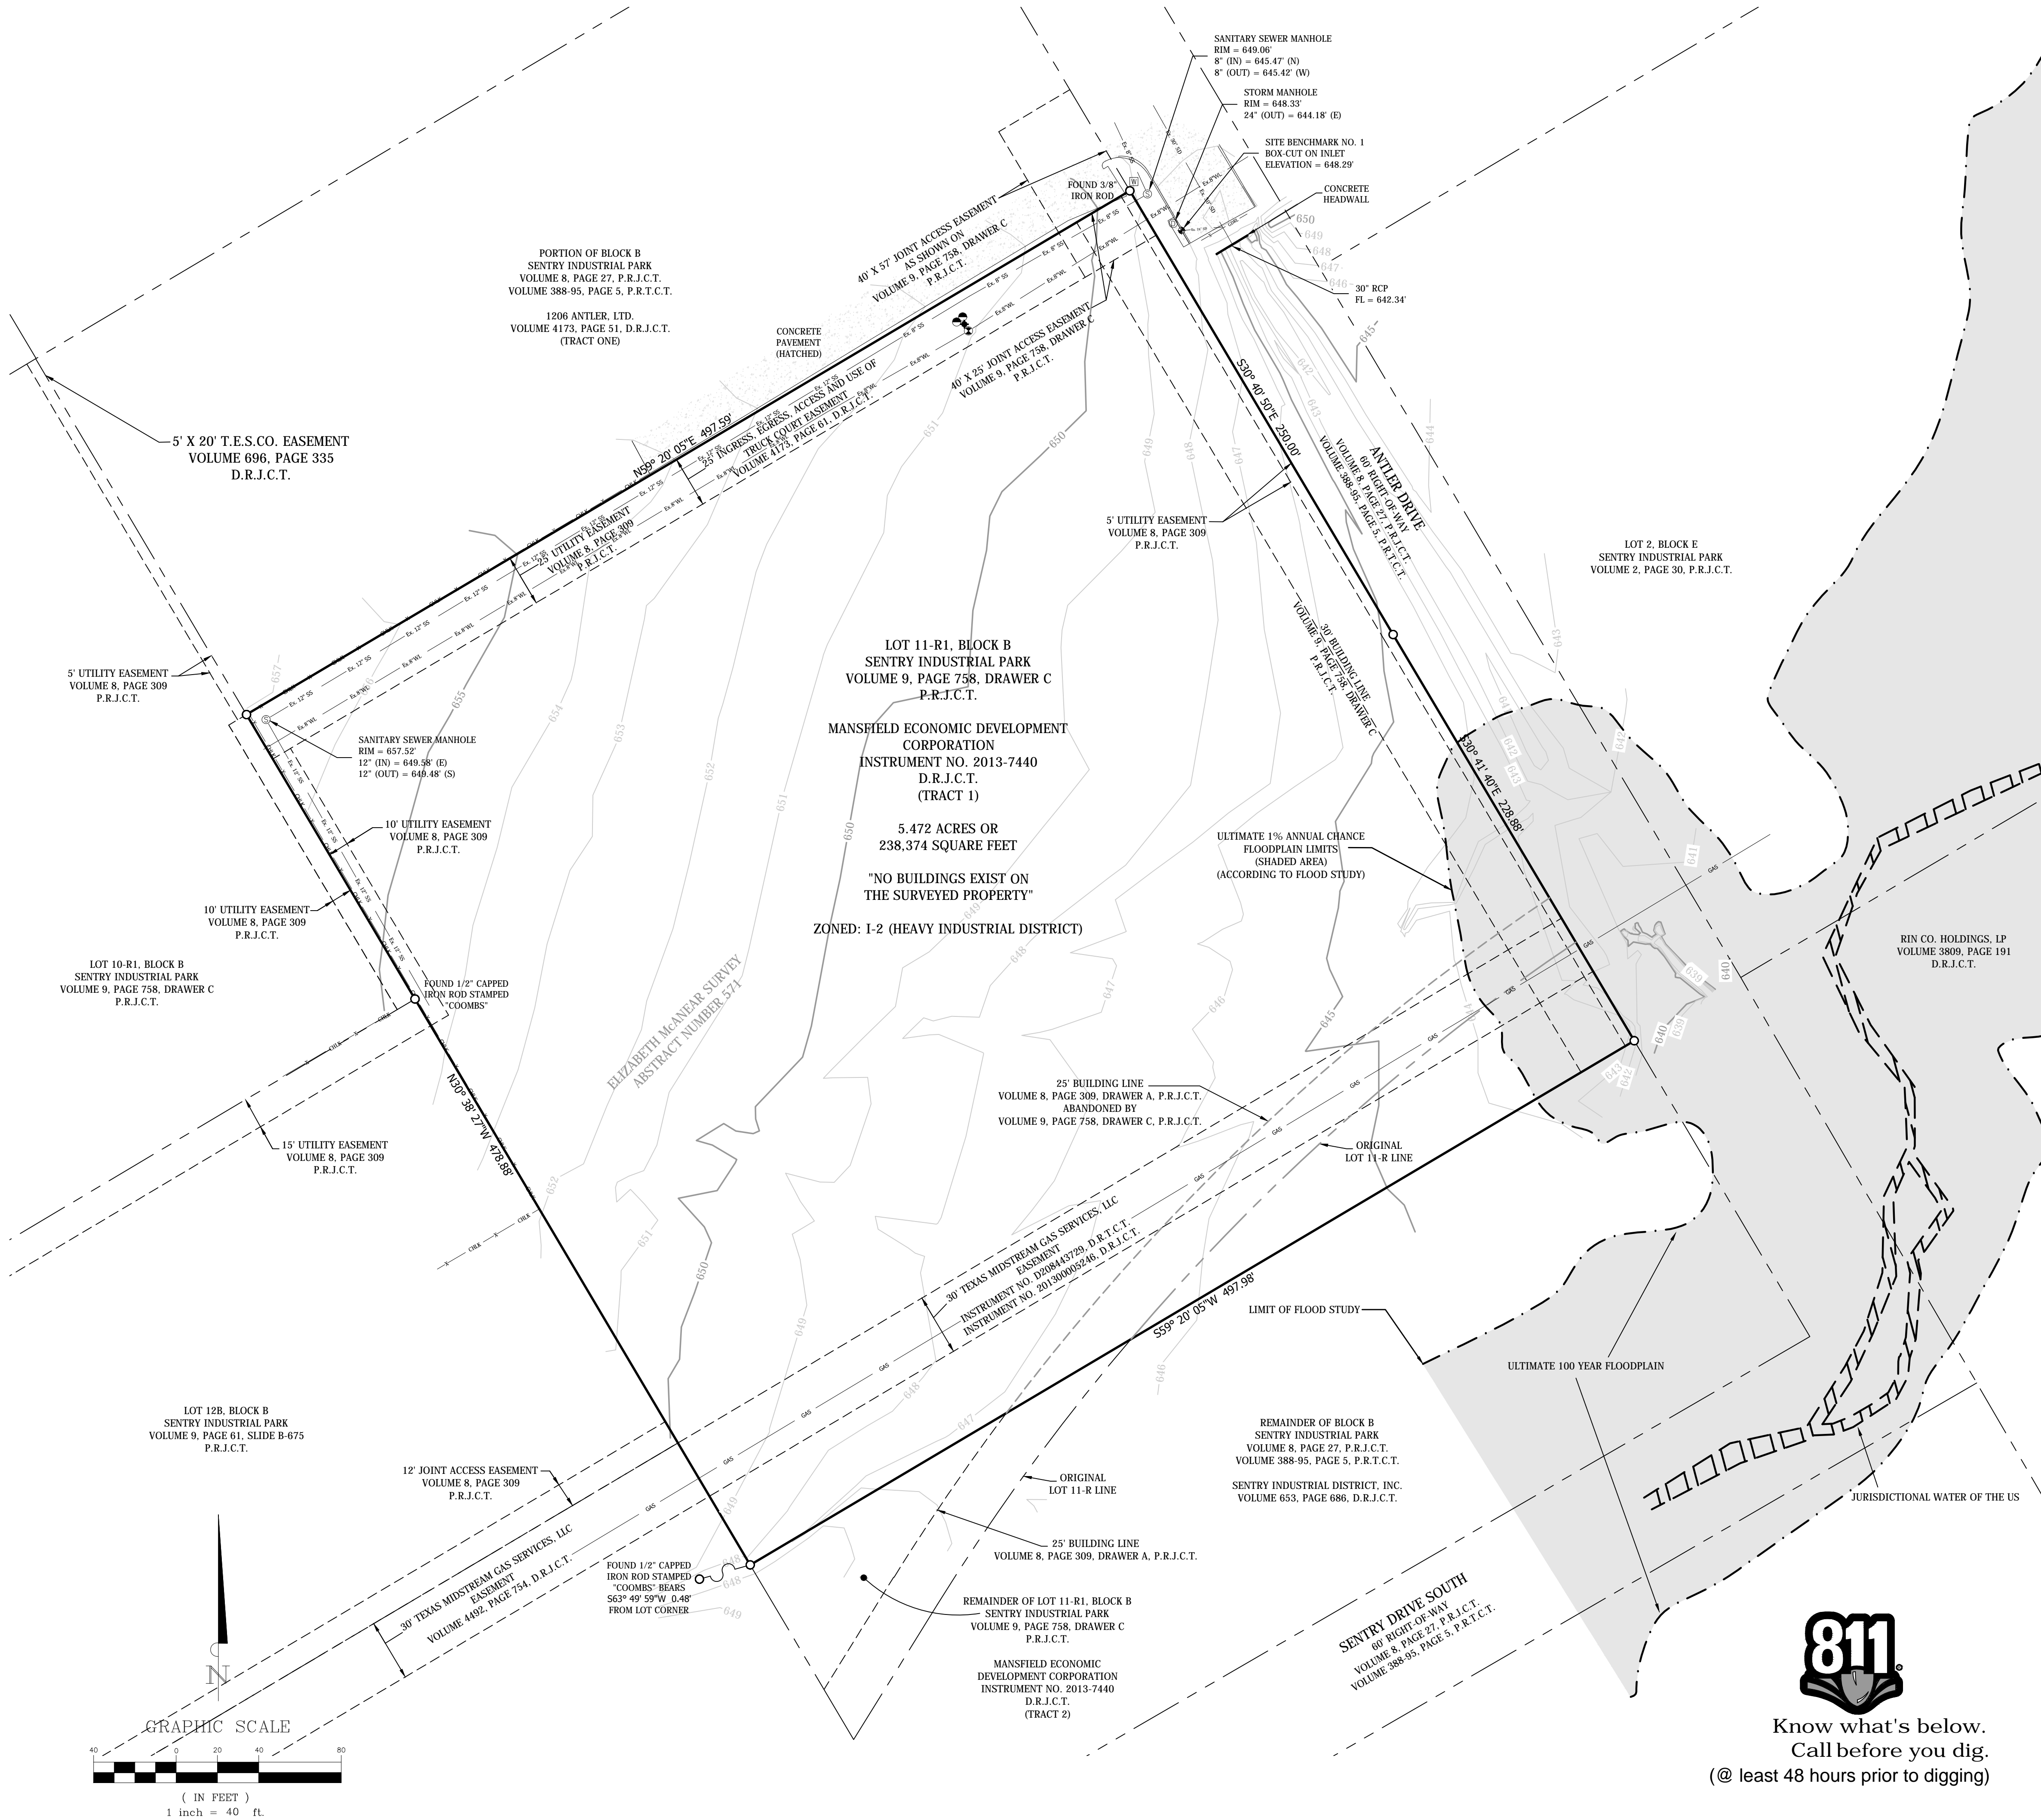 SANITARY SEWER MANHOLE
RIM = 649.06'
8" (IN) = 645.47' (N)
8" (OUT) = 645.42' (W)
STORM MANHOLE
RIM = 648.33'
24" (OUT) = 644.18' (E)
SITE BENCHMARK NO. 1
BOX-CUT ON INLET
ELEVATION = 648.29'
CONCRETE
HEADWALL
FOUND 3/8"
IRON ROD
30" RCP
FL = 642.34'
650
649
648
647
646
645
PORTION OF BLOCK B
SENTRY INDUSTRIAL PARK
VOLUME 8, PAGE 27, P.R.J.C.T.
VOLUME 388-95, PAGE 5, P.R.T.C.T.
1206 ANTLER, LTD.
VOLUME 4173, PAGE 51, D.R.J.C.T.
(TRACT ONE)
CONCRETE
PAVEMENT
(HATCHED)
40' X 57' JOINT ACCESS EASEMENT
AS SHOWN ON
VOLUME 9, PAGE 758, DRAWER C
P.R.J.C.T.
40' X 25' JOINT ACCESS EASEMENT
VOLUME 9, PAGE 758, DRAWER C
P.R.J.C.T.
5' X 20' T.E.S.CO. EASEMENT
VOLUME 696, PAGE 335
D.R.J.C.T.
N59° 20' 05"E 497.59'
25' INGRESS, EGRESS, ACCESS AND USE OF
TRUCK COURT EASEMENT
VOLUME 4173, PAGE 61, D.R.J.C.T.
25' UTILITY EASEMENT
VOLUME 8, PAGE 309
P.R.J.C.T.
S30° 40' 50"E 250.00'
ANTLER DRIVE
60' RIGHT-OF-WAY
VOLUME 8, PAGE 27, P.R.J.C.T.
VOLUME 388-95, PAGE 5, P.R.T.C.T.
5' UTILITY EASEMENT
VOLUME 8, PAGE 309
P.R.J.C.T.
LOT 2, BLOCK E
SENTRY INDUSTRIAL PARK
VOLUME 2, PAGE 30, P.R.J.C.T.
30' BUILDING LINE
VOLUME 9, PAGE 758, DRAWER C
P.R.J.C.T.
5' UTILITY EASEMENT
VOLUME 8, PAGE 309
P.R.J.C.T.
SANITARY SEWER MANHOLE
RIM = 657.52'
12" (IN) = 649.58' (E)
12" (OUT) = 649.48' (S)
LOT 11-R1, BLOCK B
SENTRY INDUSTRIAL PARK
VOLUME 9, PAGE 758, DRAWER C
P.R.J.C.T.
MANSFIELD ECONOMIC DEVELOPMENT
CORPORATION
INSTRUMENT NO. 2013-7440
D.R.J.C.T.
(TRACT 1)
5.472 ACRES OR
238,374 SQUARE FEET
"NO BUILDINGS EXIST ON
THE SURVEYED PROPERTY"
ZONED: I-2 (HEAVY INDUSTRIAL DISTRICT)
S30° 41' 40"E 228.88'
ULTIMATE 1% ANNUAL CHANCE
FLOODPLAIN LIMITS
(SHADED AREA)
(ACCORDING TO FLOOD STUDY)
10' UTILITY EASEMENT
VOLUME 8, PAGE 309
P.R.J.C.T.
10' UTILITY EASEMENT
VOLUME 8, PAGE 309
P.R.J.C.T.
LOT 10-R1, BLOCK B
SENTRY INDUSTRIAL PARK
VOLUME 9, PAGE 758, DRAWER C
P.R.J.C.T.
FOUND 1/2" CAPPED
IRON ROD STAMPED
"COOMBS"
ELIZABETH McANEAR SURVEY
ABSTRACT NUMBER 571
RIN CO. HOLDINGS, LP
VOLUME 3809, PAGE 191
D.R.J.C.T.
N30° 38' 27"W 478.88'
15' UTILITY EASEMENT
VOLUME 8, PAGE 309
P.R.J.C.T.
25' BUILDING LINE
VOLUME 8, PAGE 309, DRAWER A, P.R.J.C.T.
ABANDONED BY
VOLUME 9, PAGE 758, DRAWER C, P.R.J.C.T.
ORIGINAL
LOT 11-R LINE
30' TEXAS MIDSTREAM GAS SERVICES, LLC
EASEMENT
INSTRUMENT NO. D208443729, D.R.T.C.T.
INSTRUMENT NO. 201300005246, D.R.J.C.T.
S59° 20' 05"W 497.98'
LIMIT OF FLOOD STUDY
ULTIMATE 100 YEAR FLOODPLAIN
LOT 12B, BLOCK B
SENTRY INDUSTRIAL PARK
VOLUME 9, PAGE 61, SLIDE B-675
P.R.J.C.T.
12' JOINT ACCESS EASEMENT
VOLUME 8, PAGE 309
P.R.J.C.T.
REMAINDER OF BLOCK B
SENTRY INDUSTRIAL PARK
VOLUME 8, PAGE 27, P.R.J.C.T.
VOLUME 388-95, PAGE 5, P.R.T.C.T.
SENTRY INDUSTRIAL DISTRICT, INC.
VOLUME 653, PAGE 686, D.R.J.C.T.
JURISDICTIONAL WATER OF THE US
ORIGINAL
LOT 11-R LINE
25' BUILDING LINE
VOLUME 8, PAGE 309, DRAWER A, P.R.J.C.T.
30' TEXAS MIDSTREAM GAS SERVICES, LLC
EASEMENT
VOLUME 4492, PAGE 754, D.R.J.C.T.
FOUND 1/2" CAPPED
IRON ROD STAMPED
"COOMBS" BEARS
S63° 49' 59"W 0.48'
FROM LOT CORNER
REMAINDER OF LOT 11-R1, BLOCK B
SENTRY INDUSTRIAL PARK
VOLUME 9, PAGE 758, DRAWER C
P.R.J.C.T.
MANSFIELD ECONOMIC
DEVELOPMENT CORPORATION
INSTRUMENT NO. 2013-7440
D.R.J.C.T.
(TRACT 2)
SENTRY DRIVE SOUTH
60' RIGHT-OF-WAY
VOLUME 8, PAGE 27, P.R.J.C.T.
VOLUME 388-95, PAGE 5, P.R.T.C.T.
N
GRAPHIC SCALE
40 0 20 40 80
( IN FEET )
1 inch = 40 ft.
811
Know what's below.
Call before you dig.
(@ least 48 hours prior to digging)